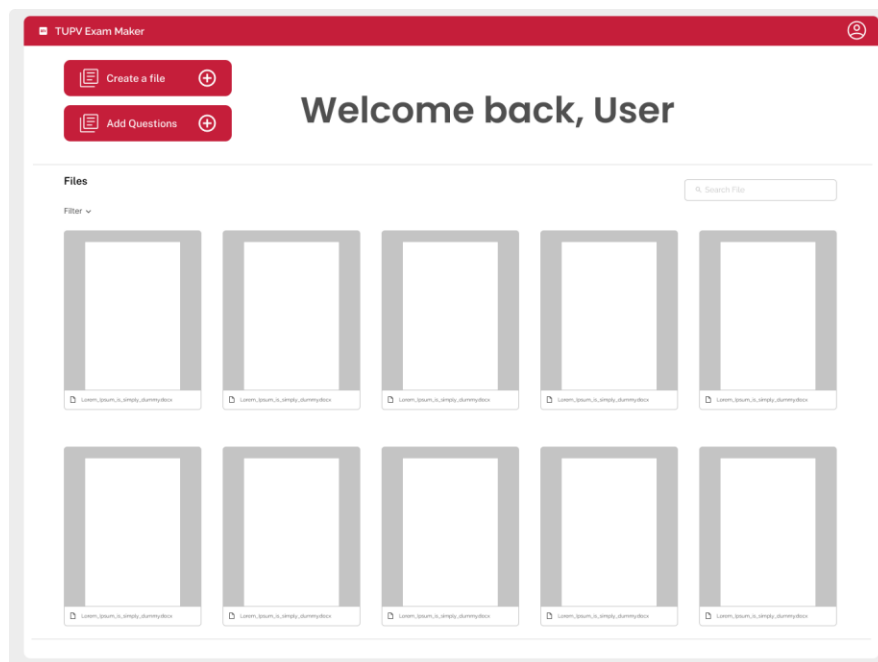 TUPV Exam Maker
Create a file
Add Questions
Welcome back, User
Files
Search File
Filter
Lorem_Ipsum_is_simply_dummy.docx
Lorem_Ipsum_is_simply_dummy.docx
Lorem_Ipsum_is_simply_dummy.docx
Lorem_Ipsum_is_simply_dummy.docx
Lorem_Ipsum_is_simply_dummy.docx
Lorem_Ipsum_is_simply_dummy.docx
Lorem_Ipsum_is_simply_dummy.docx
Lorem_Ipsum_is_simply_dummy.docx
Lorem_Ipsum_is_simply_dummy.docx
Lorem_Ipsum_is_simply_dummy.docx